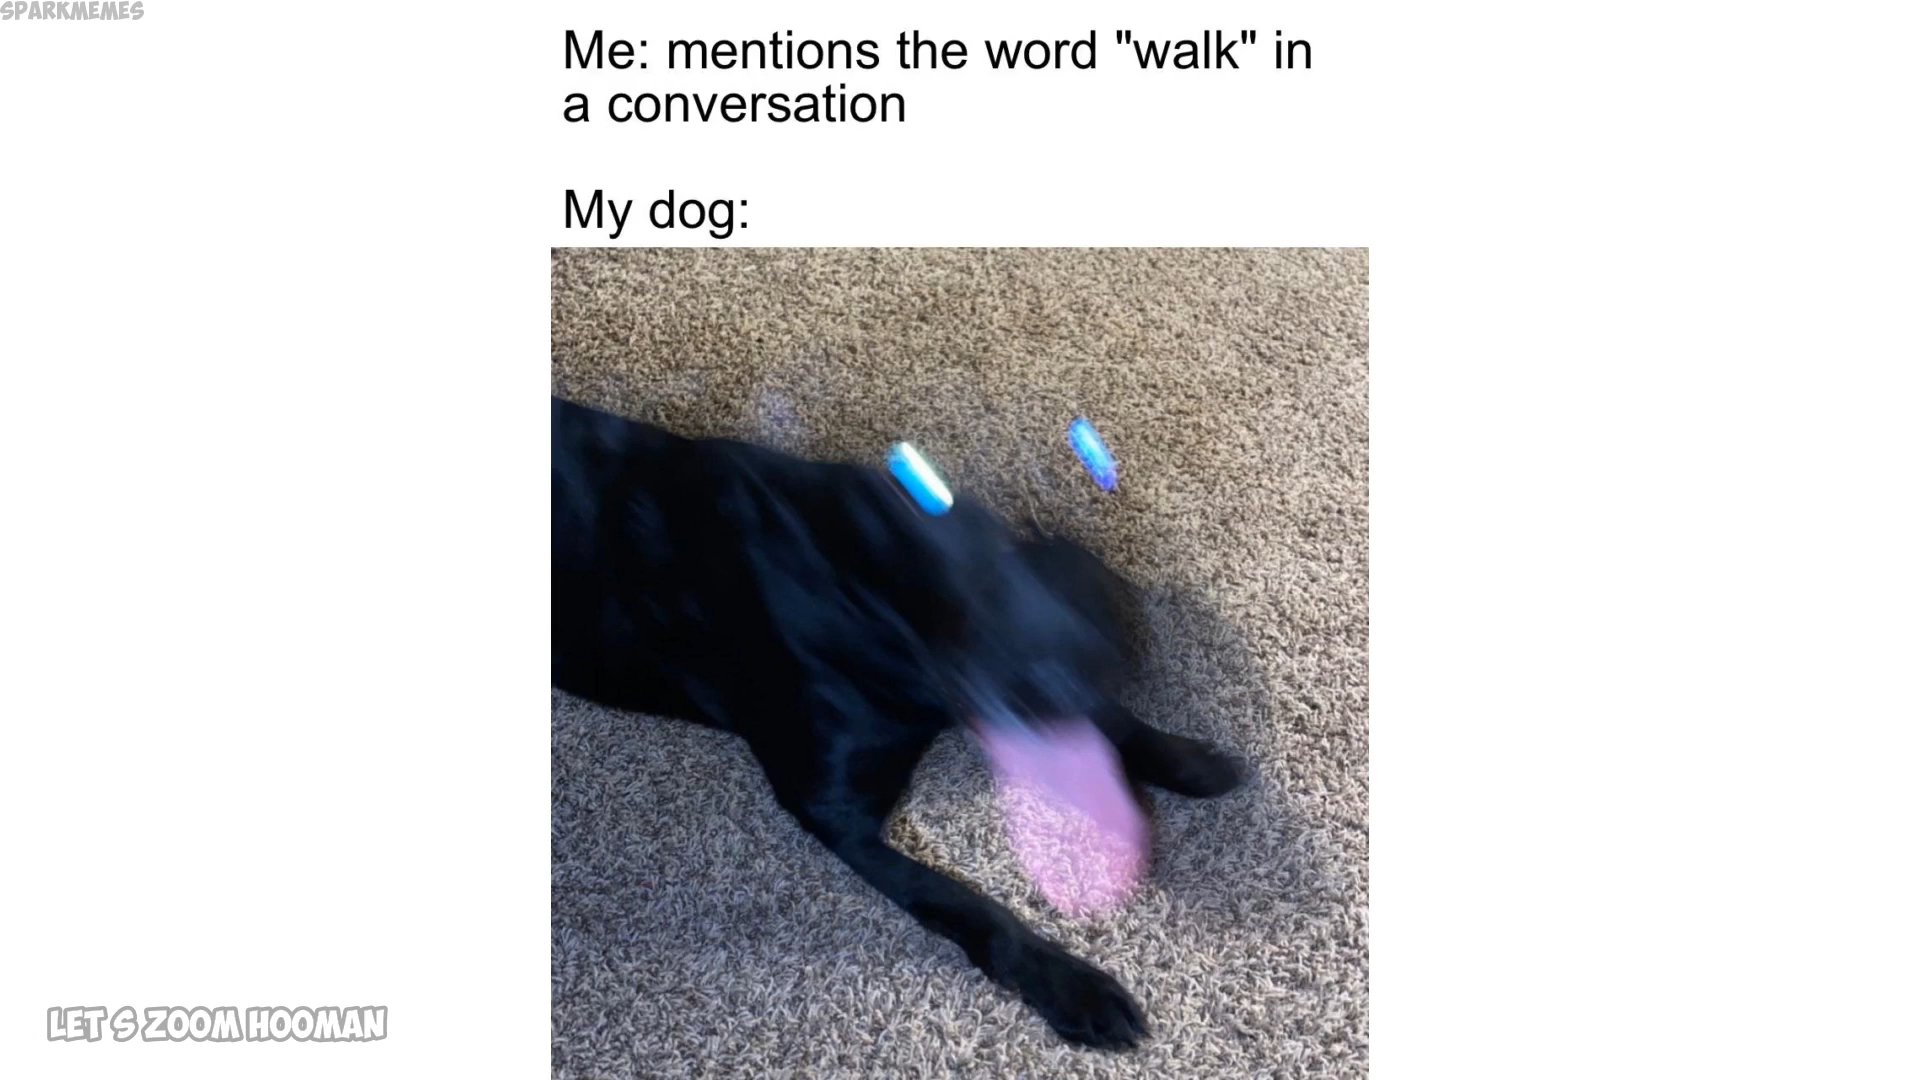 SPARKMEMES
Me: mentions the word "walk" in
a conversation
My dog:
LET'S ZOOM HOOMAN